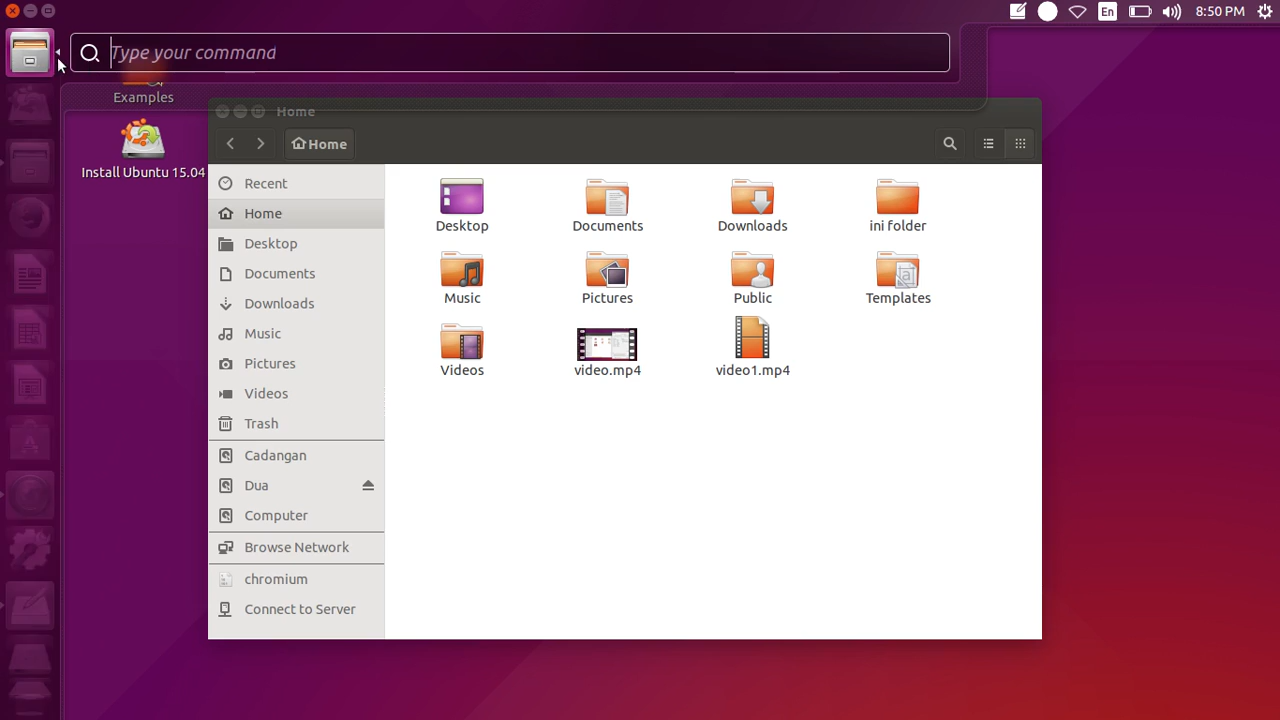 En
8:50 PM
Type your command
Examples
Install Ubuntu 15.04
Home
Home
Recent
Home
Desktop
Documents
Downloads
Music
Pictures
Videos
Trash
Cadangan
Dua
Computer
Browse Network
chromium
Connect to Server
Desktop
Documents
Downloads
ini folder
Music
Pictures
Public
Templates
Videos
video.mp4
video1.mp4